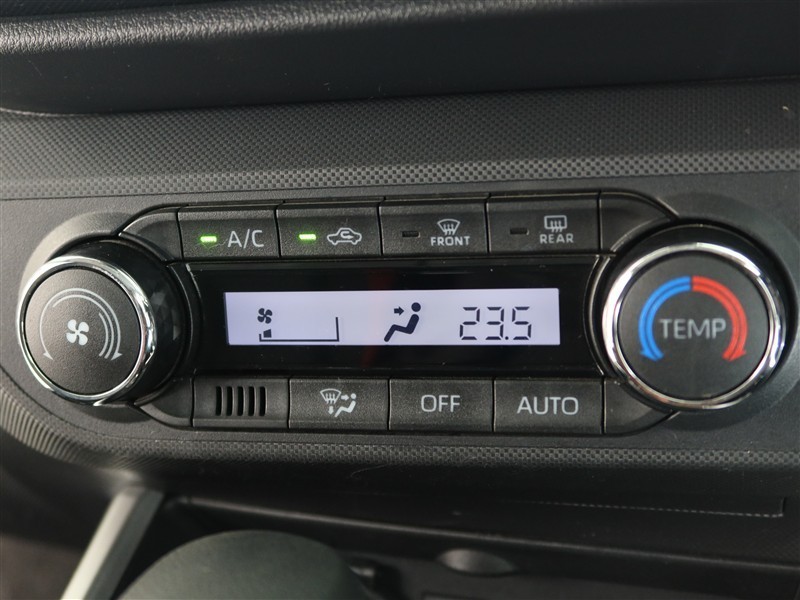 A/C
FRONT
REAR
23.5
TEMP
OFF
AUTO